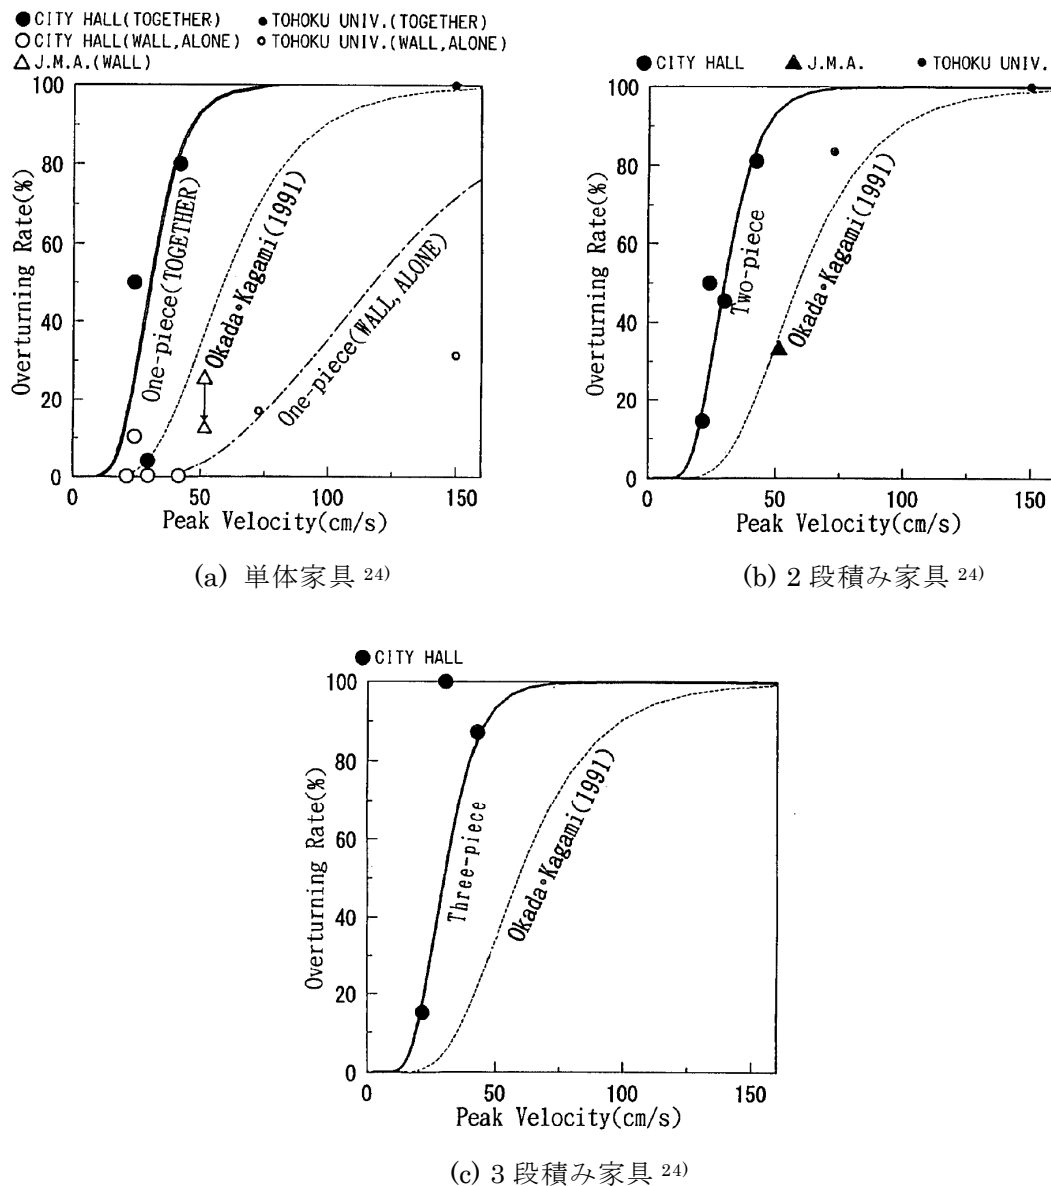 ● CITY HALL(TOGETHER) • TOHOKU UNIV.(TOGETHER)
○ CITY HALL(WALL,ALONE) ∘ TOHOKU UNIV.(WALL,ALONE)
△ J.M.A.(WALL)
100
80
60
40
20
0
Overturning Rate(%)
One-piece(TOGETHER)
Okada・Kagami(1991)
One-piece(WALL,ALONE)
0 50 100 150
Peak Velocity(cm/s)
(a) 単体家具 24)
● CITY HALL ▲ J.M.A. • TOHOKU UNIV.
100
80
60
40
20
0
Overturning Rate(%)
Two-piece
Okada・Kagami(1991)
0 50 100 150
Peak Velocity(cm/s)
(b) 2 段積み家具 24)
● CITY HALL
100
80
60
40
20
0
Overturning Rate(%)
Three-piece
Okada・Kagami(1991)
0 50 100 150
Peak Velocity(cm/s)
(c) 3 段積み家具 24)